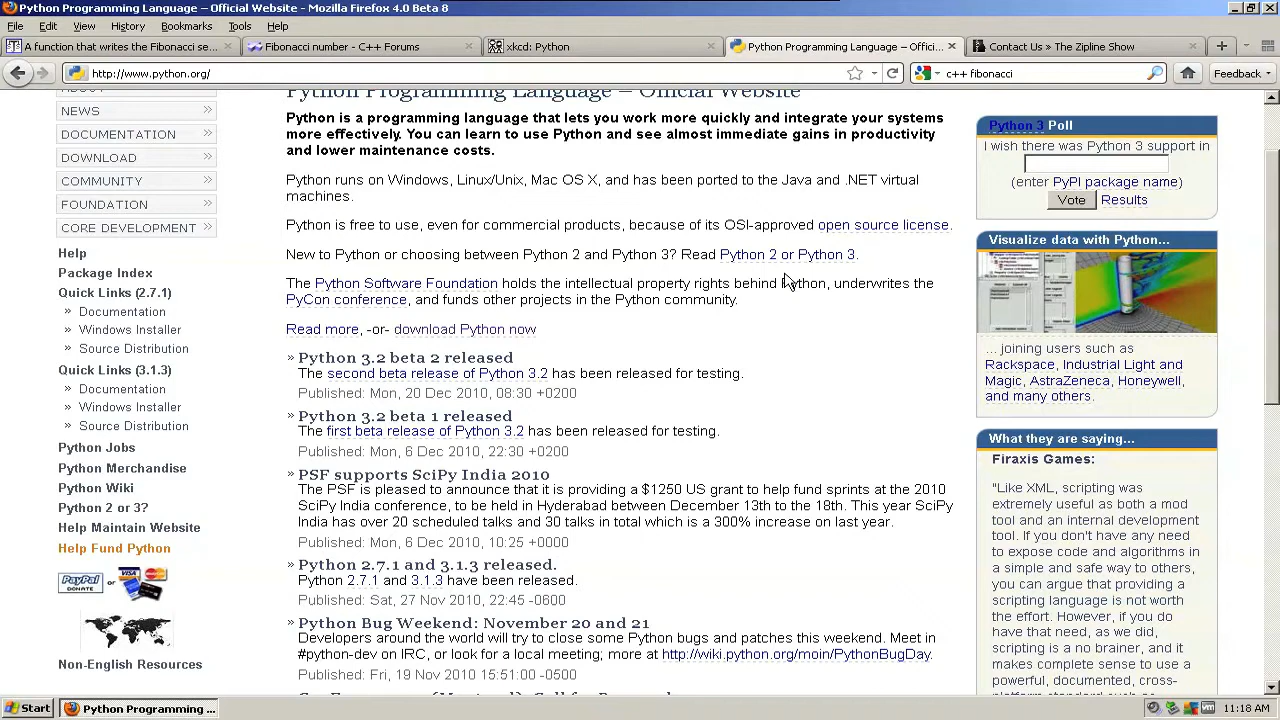 Python Programming Language – Official Website - Mozilla Firefox 4.0 Beta 8
File Edit View History Bookmarks Tools Help
A function that writes the Fibonacci se...
Fibonacci number - C++ Forums
xkcd: Python
Python Programming Language – Offici...
Contact Us » The Zipline Show
http://www.python.org/
c++ fibonacci
Feedback
NEWS
DOCUMENTATION
DOWNLOAD
COMMUNITY
FOUNDATION
CORE DEVELOPMENT
Help
Package Index
Quick Links (2.7.1)
» Documentation
» Windows Installer
» Source Distribution
Quick Links (3.1.3)
» Documentation
» Windows Installer
» Source Distribution
Python Jobs
Python Merchandise
Python Wiki
Python 2 or 3?
Help Maintain Website
Help Fund Python
PayPal
DONATE
or
VISA
Non-English Resources
Python Programming Language – Official Website
Python is a programming language that lets you work more quickly and integrate your systems
more effectively. You can learn to use Python and see almost immediate gains in productivity
and lower maintenance costs.
Python runs on Windows, Linux/Unix, Mac OS X, and has been ported to the Java and .NET virtual
machines.
Python is free to use, even for commercial products, because of its OSI-approved open source license.
New to Python or choosing between Python 2 and Python 3? Read Python 2 or Python 3.
The Python Software Foundation holds the intellectual property rights behind Python, underwrites the
PyCon conference, and funds other projects in the Python community.
Read more, -or- download Python now
» Python 3.2 beta 2 released
The second beta release of Python 3.2 has been released for testing.
Published: Mon, 20 Dec 2010, 08:30 +0200
» Python 3.2 beta 1 released
The first beta release of Python 3.2 has been released for testing.
Published: Mon, 6 Dec 2010, 22:30 +0200
» PSF supports SciPy India 2010
The PSF is pleased to announce that it is providing a $1250 US grant to help fund sprints at the 2010
SciPy India conference, to be held in Hyderabad between December 13th to the 18th. This year SciPy
India has over 20 scheduled talks and 30 talks in total which is a 300% increase on last year.
Published: Mon, 6 Dec 2010, 10:25 +0000
» Python 2.7.1 and 3.1.3 released.
Python 2.7.1 and 3.1.3 have been released.
Published: Sat, 27 Nov 2010, 22:45 -0600
» Python Bug Weekend: November 20 and 21
Developers around the world will try to close some Python bugs and patches this weekend. Meet in
#python-dev on IRC, or look for a local meeting; more at http://wiki.python.org/moin/PythonBugDay.
Published: Fri, 19 Nov 2010 15:51:00 -0500
Python 3 Poll
I wish there was Python 3 support in
(enter PyPI package name)
Vote Results
Visualize data with Python...
... joining users such as
Rackspace, Industrial Light and
Magic, AstraZeneca, Honeywell,
and many others.
What they are saying...
Firaxis Games:
"Like XML, scripting was
extremely useful as both a mod
tool and an internal development
tool. If you don't have any need
to expose code and algorithms in
a simple and safe way to others,
you can argue that providing a
scripting language is not worth
the effort. However, if you do
have that need, as we did,
scripting is a no brainer, and it
makes complete sense to use a
powerful, documented, cross-
Start
Python Programming ...
11:18 AM